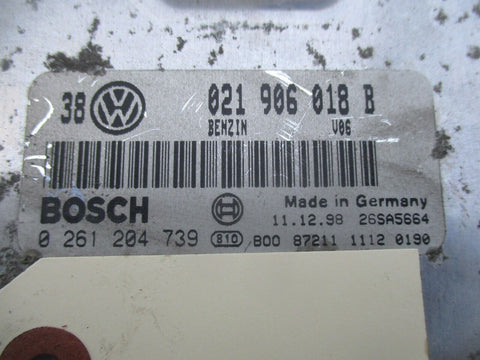 38 VW 021 906 018 B
BENZIN V06
BOSCH Made in Germany
11.12.98 26SA5664
0 261 204 739 810 800 87211 1112 0190